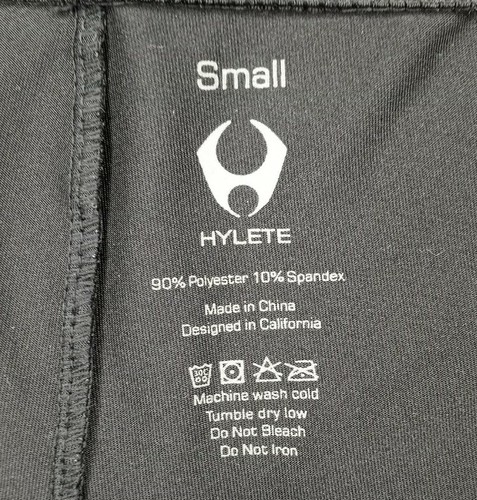 Small
HYLETE
90% Polyester 10% Spandex
Made in China
Designed in California
Machine wash cold
Tumble dry low
Do Not Bleach
Do Not Iron